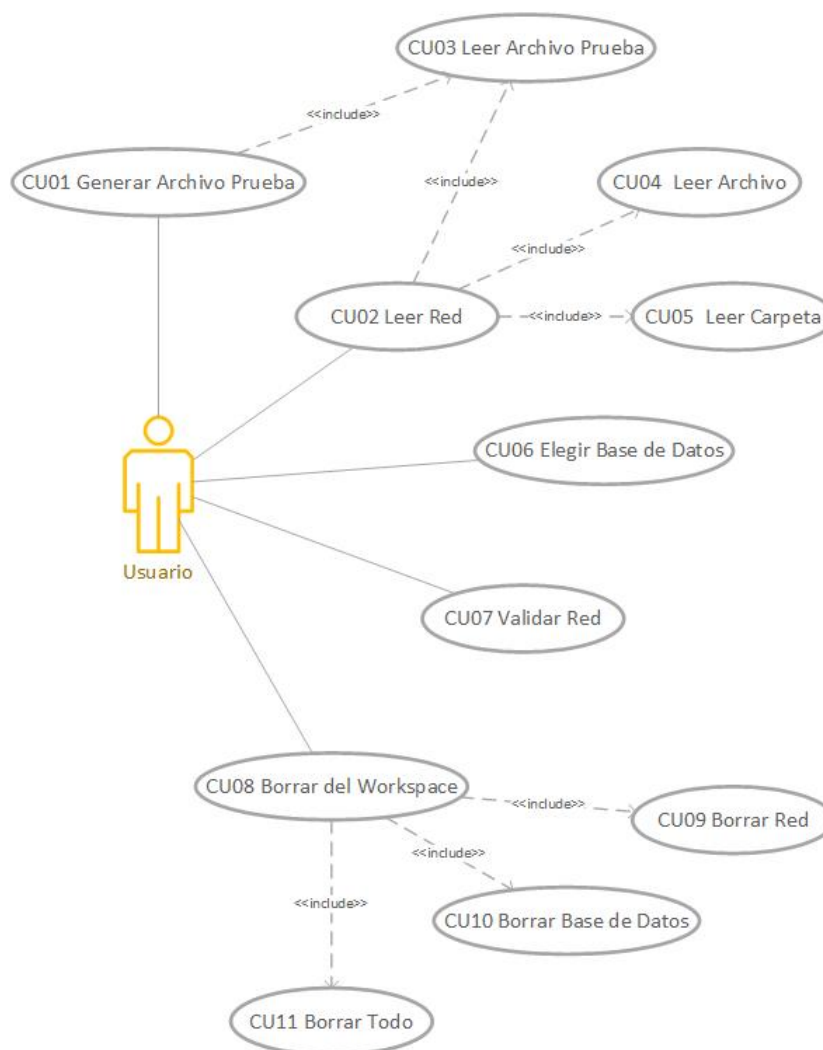 CU03 Leer Archivo Prueba
<<include>>
CU01 Generar Archivo Prueba
<<include>>
CU04 Leer Archivo
<<include>>
CU02 Leer Red
<<include>>
CU05 Leer Carpeta
CU06 Elegir Base de Datos
Usuario
CU07 Validar Red
CU08 Borrar del Workspace
<<include>>
CU09 Borrar Red
<<include>>
CU10 Borrar Base de Datos
<<include>>
CU11 Borrar Todo